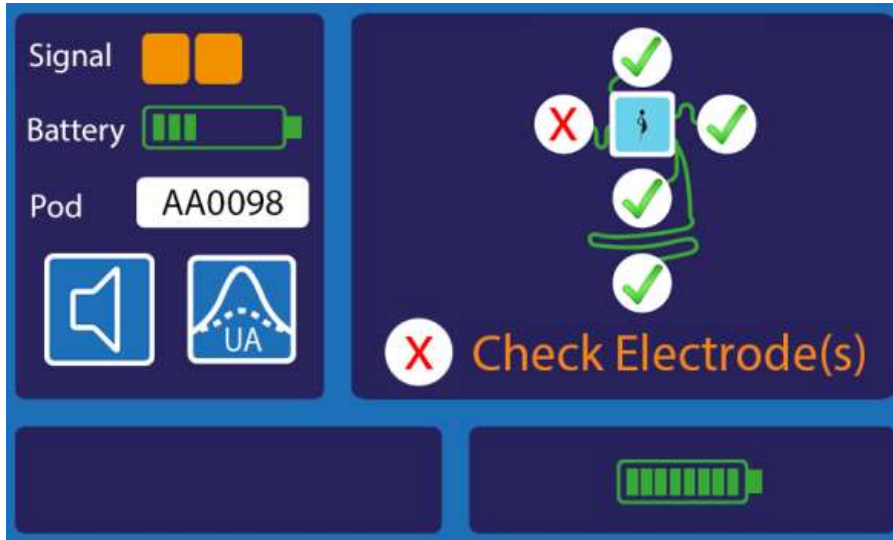 Signal
Battery
Pod AA0098
UA
X
X Check Electrode(s)